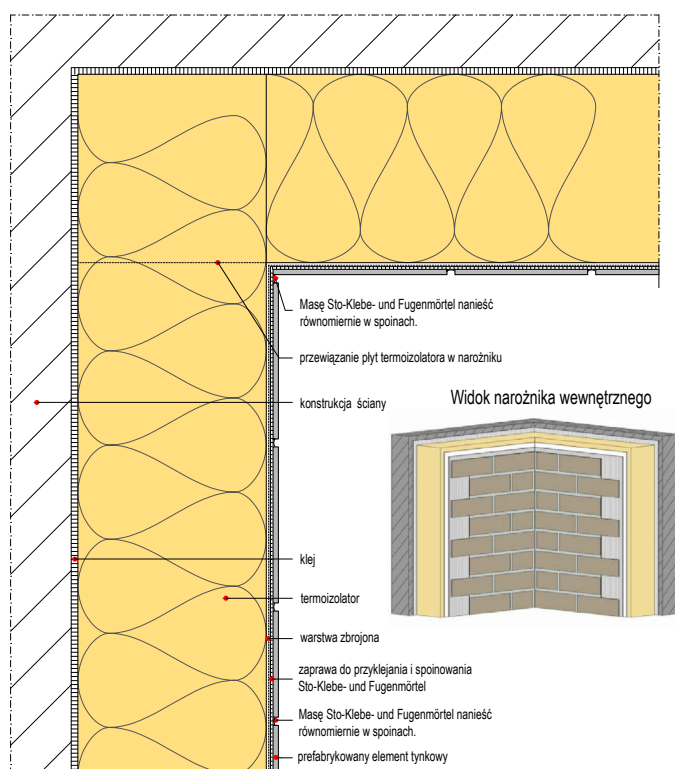 Masę Sto-Klebe- und Fugenmörtel nanieść
równomiernie w spoinach.
przewiązanie płyt termoizolatora w narożniku
Widok narożnika wewnętrznego
konstrukcja ściany
klej
termoizolator
warstwa zbrojona
zaprawa do przyklejania i spoinowania
Sto-Klebe- und Fugenmörtel
Masę Sto-Klebe- und Fugenmörtel nanieść
równomiernie w spoinach.
prefabrykowany element tynkowy